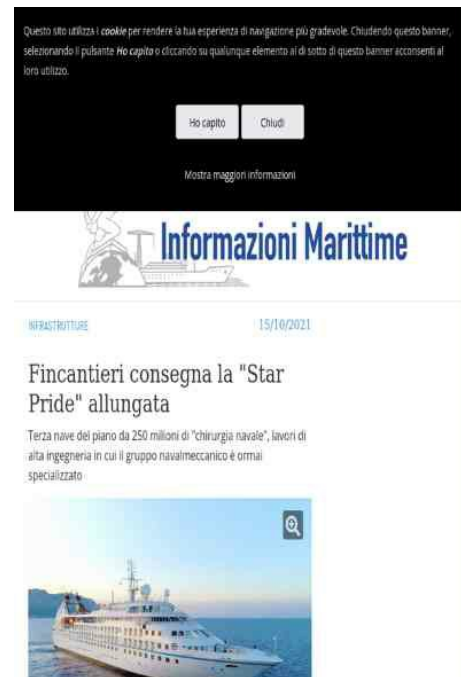 Questo sito utilizza i cookie per rendere la tua esperienza di navigazione più gradevole. Chiudendo questo banner,
selezionando il pulsante Ho capito o cliccando su qualunque elemento al di sotto di questo banner acconsenti al
loro utilizzo.
Ho capito
Chiudi
Mostra maggiori informazioni
Informazioni Marittime
INFRASTRUTTURE
15/10/2021
Fincantieri consegna la "Star
Pride" allungata
Terza nave del piano da 250 milioni di "chirurgia navale", lavori di
alta ingegneria in cui il gruppo navalmeccanico è ormai
specializzato